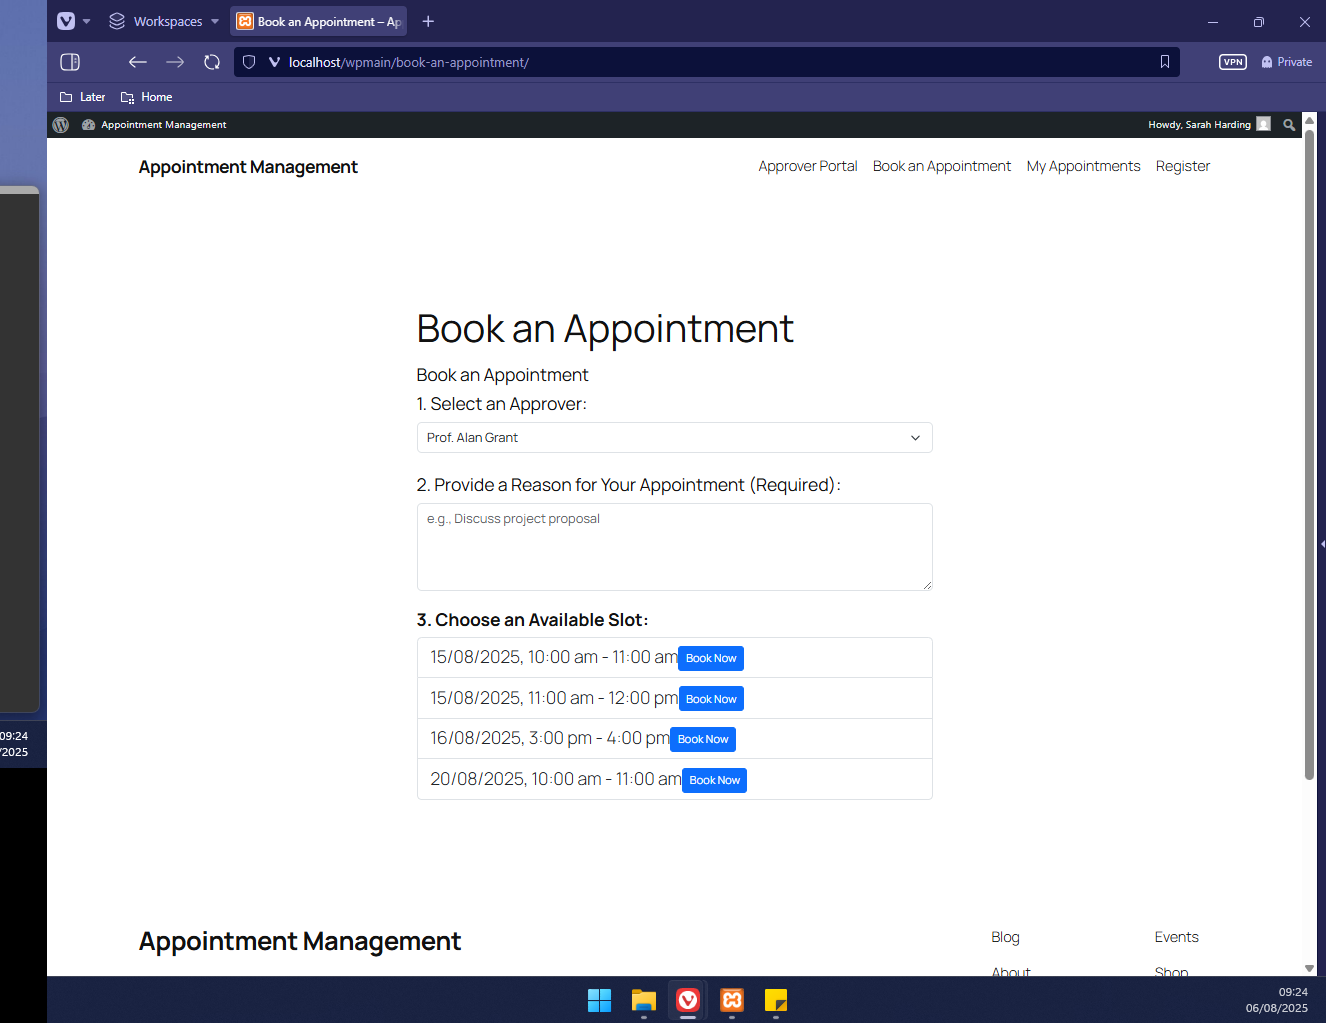 Workspaces
Book an Appointment – Ap
localhost/wpmain/book-an-appointment/
VPN
Private
Later
Home
Appointment Management
Howdy, Sarah Harding
Appointment Management
Approver Portal
Book an Appointment
My Appointments
Register
Book an Appointment
Book an Appointment
1. Select an Approver:
Prof. Alan Grant
2. Provide a Reason for Your Appointment (Required):
e.g., Discuss project proposal
3. Choose an Available Slot:
15/08/2025, 10:00 am - 11:00 am Book Now
15/08/2025, 11:00 am - 12:00 pm Book Now
16/08/2025, 3:00 pm - 4:00 pm Book Now
20/08/2025, 10:00 am - 11:00 am Book Now
09:24
/2025
Appointment Management
Blog
Events
About
Shop
09:24
06/08/2025